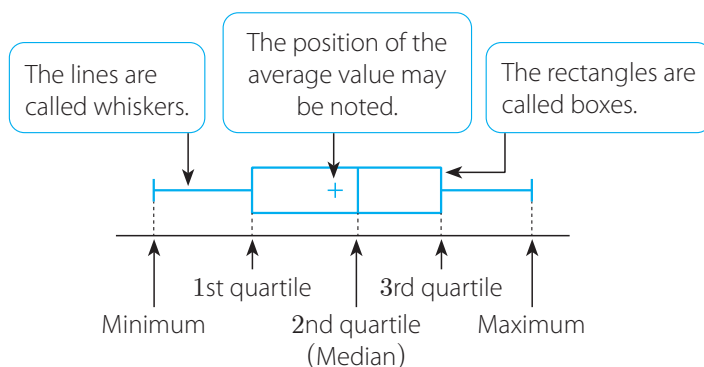 The position of the
average value may
be noted.
The lines are
called whiskers.
The rectangles are
called boxes.
1st quartile
3rd quartile
Minimum
2nd quartile
(Median)
Maximum